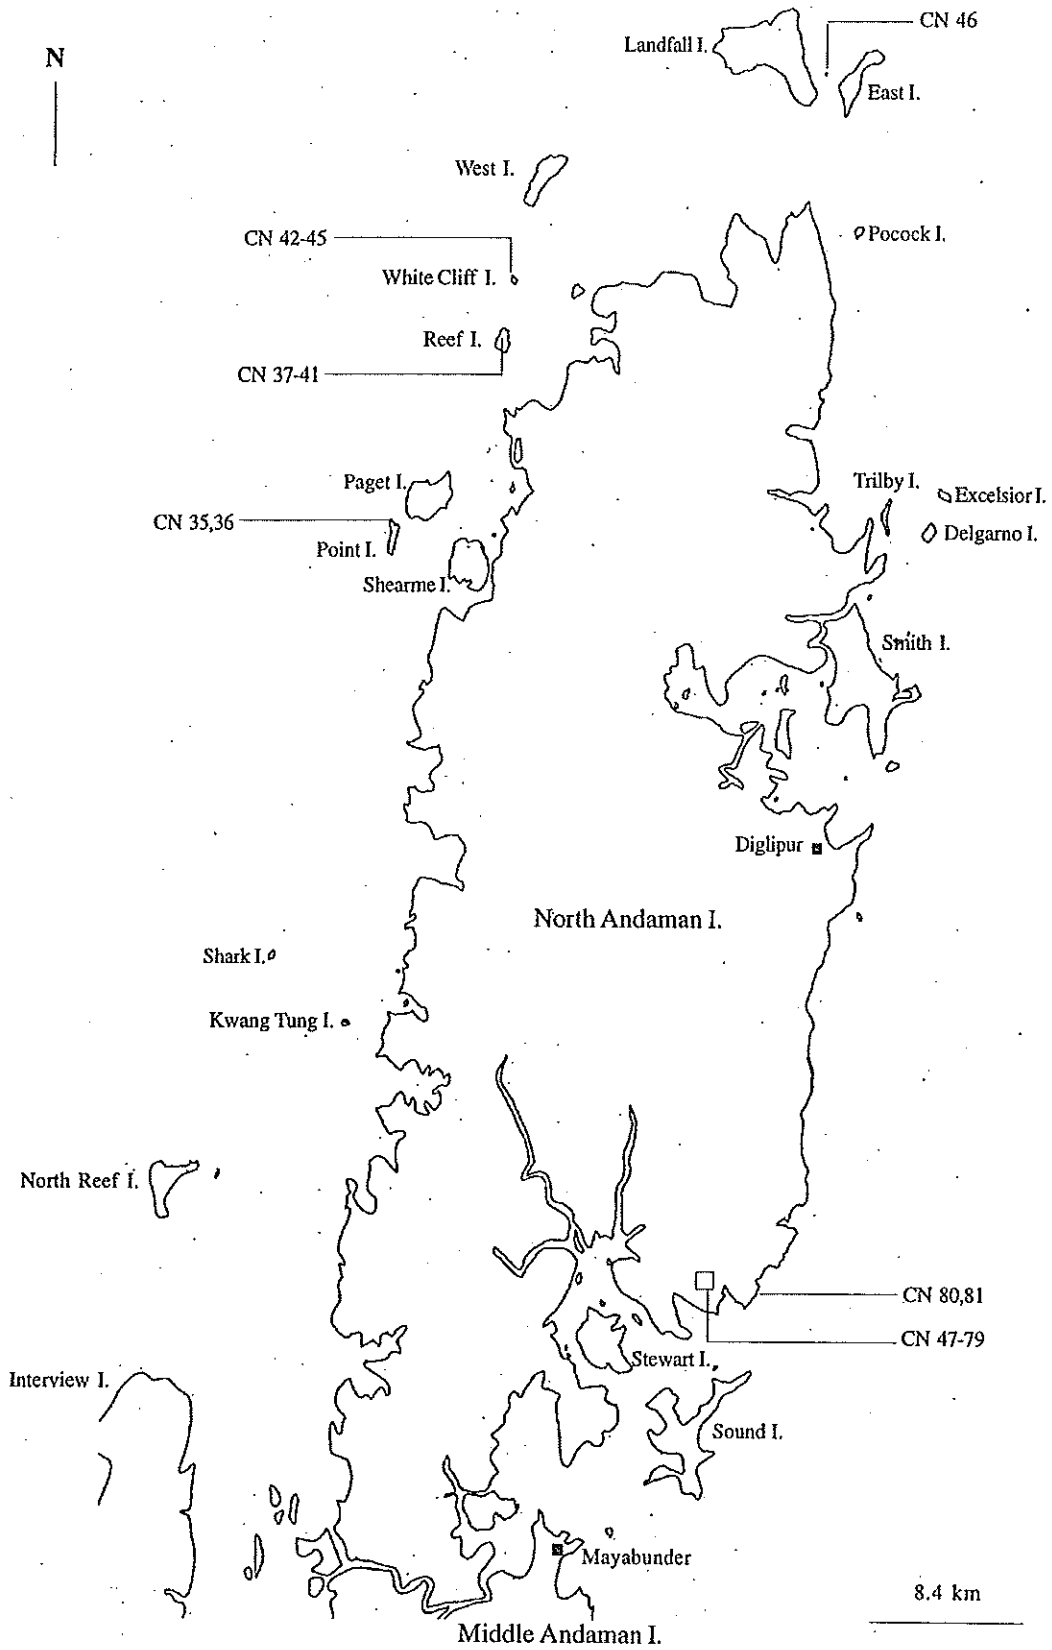 CN 46
N
Landfall I.
East I.
West I.
CN 42-45
Pocock I.
White Cliff I.
Reef I.
CN 37-41
Paget I.
Trilby I.
Excelsior I.
CN 35,36
Point I.
Delgarno I.
Shearme I.
Smith I.
Diglipur
North Andaman I.
Shark I.
Kwang Tung I.
North Reef I.
CN 80,81
CN 47-79
Stewart I.
Interview I.
Sound I.
Mayabunder
8.4 km
Middle Andaman I.